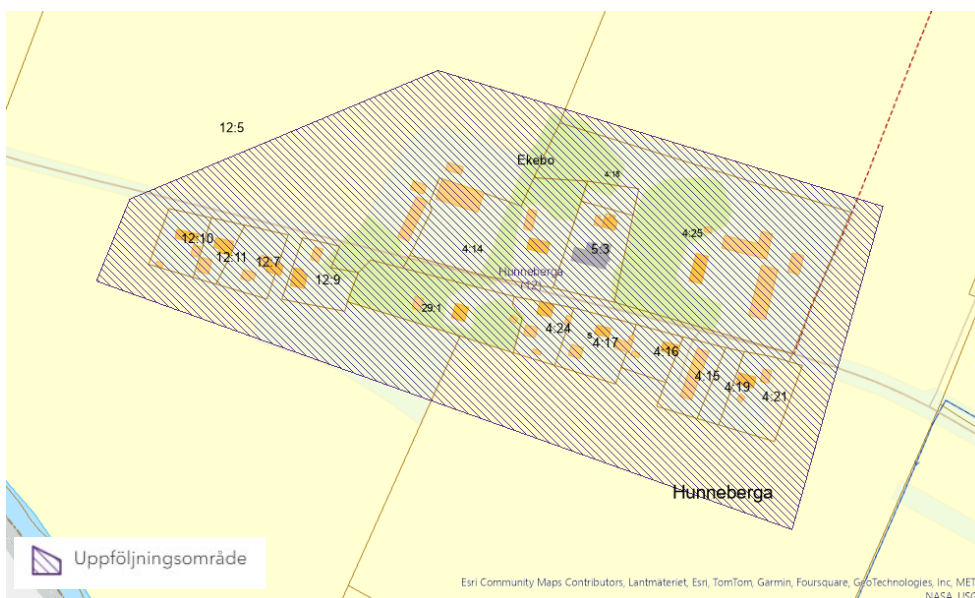 12:5
Ekebo
4:18
12:10
12:11
12:7
12:9
4:14
5:3
4:25
Hunneberga
(12)
29:1
4:24
s
4:17
4:16
4:15
4:19
4:21
Hunneberga
Uppföljningsområde
Esri Community Maps Contributors, Lantmäteriet, Esri, TomTom, Garmin, Foursquare, GeoTechnologies, Inc, MET
NASA, USG